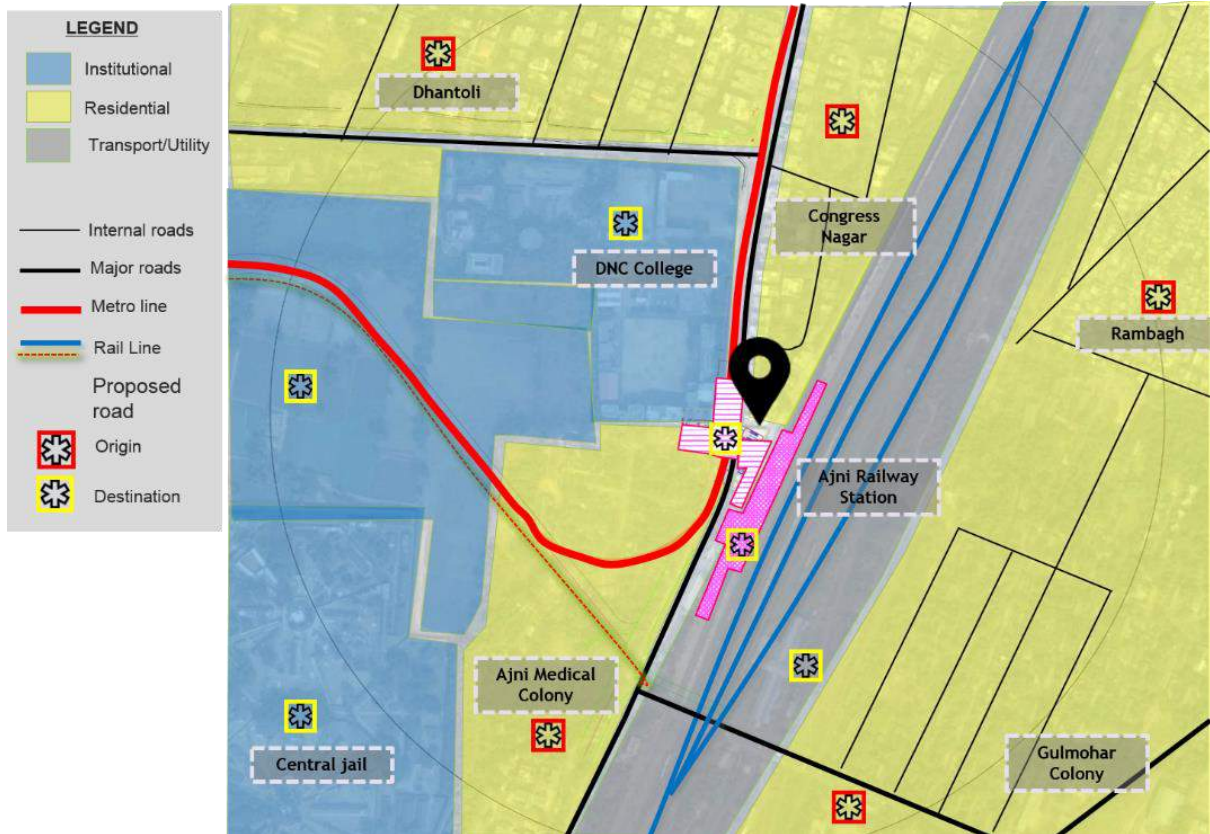 LEGEND
Institutional
Residential
Transport/Utility
Internal roads
Major roads
Metro line
Rail Line
Proposed
road
Origin
Destination
Dhantoli
Congress
Nagar
DNC College
Rambagh
Ajni Railway
Station
Ajni Medical
Colony
Central jail
Gulmohar
Colony